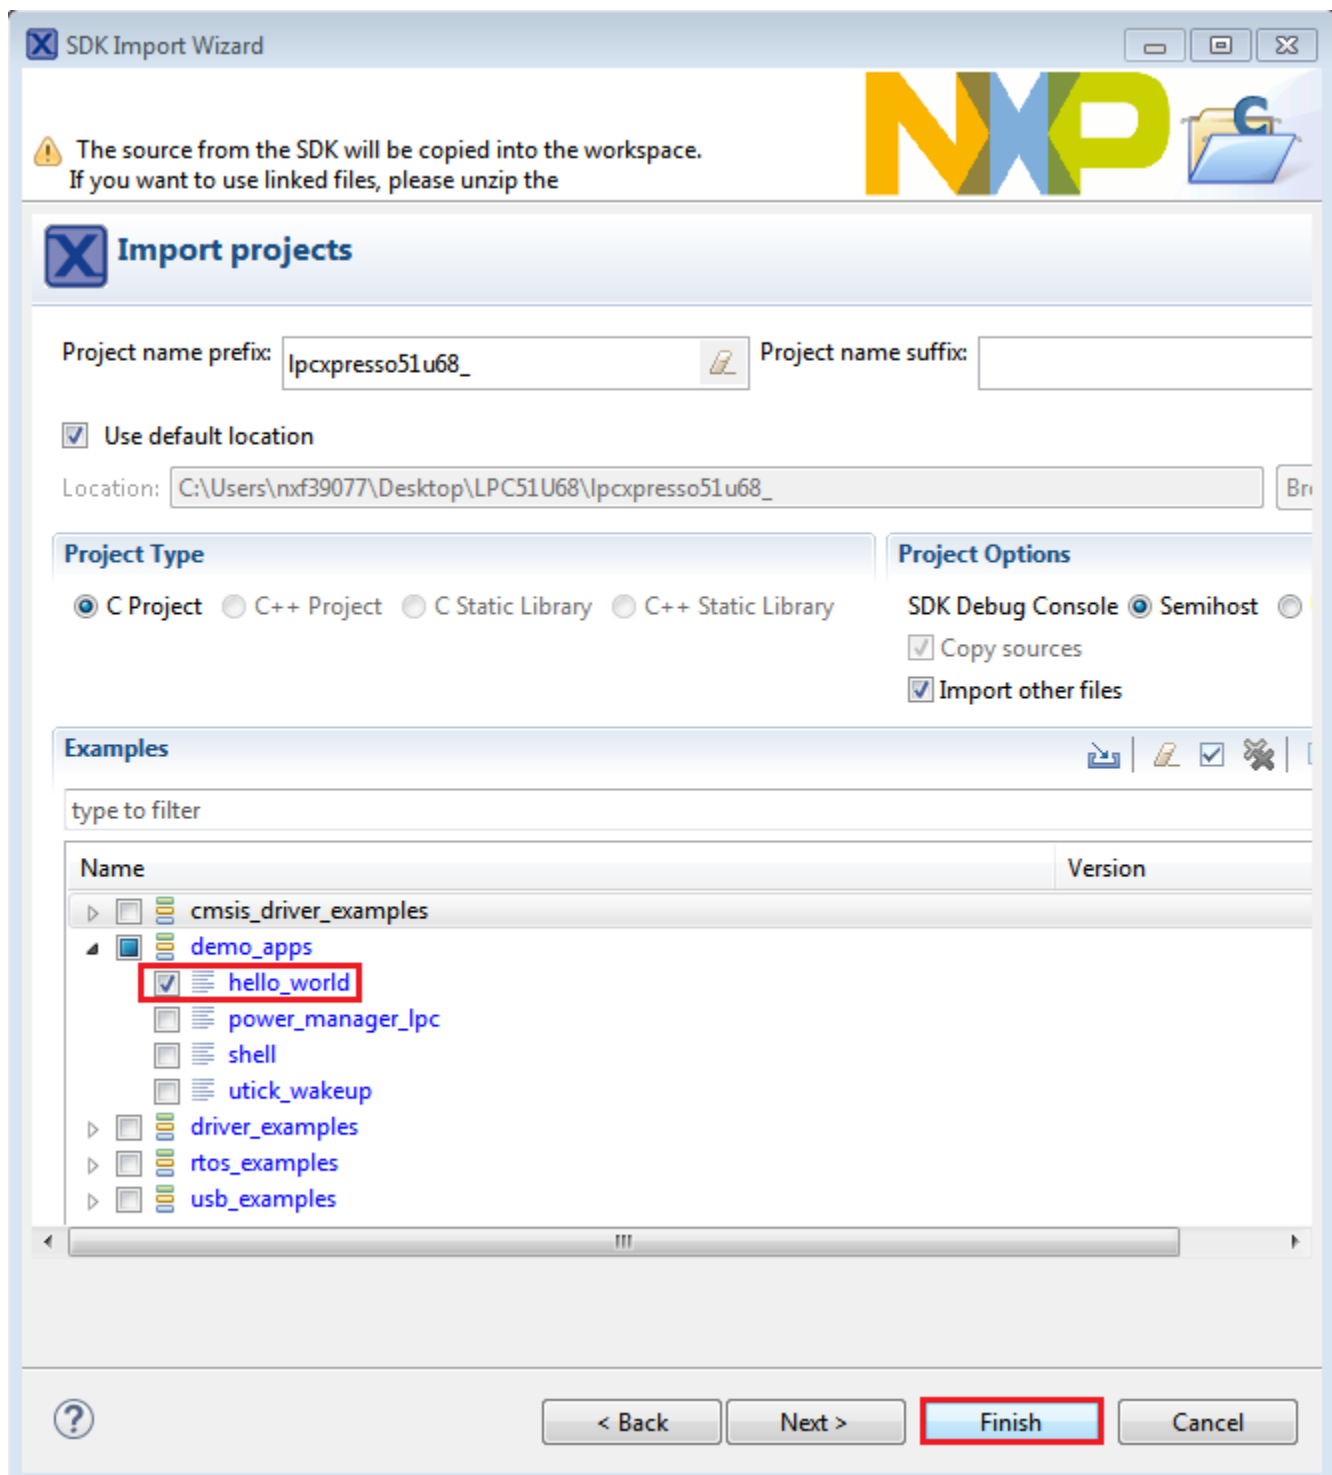 SDK Import Wizard
The source from the SDK will be copied into the workspace.
If you want to use linked files, please unzip the
NXP
Import projects
Project name prefix: lpcxpresso51u68_ Project name suffix:
Use default location
Location: C:\Users\nxf39077\Desktop\LPC51U68\lpcxpresso51u68_
Project Type
C Project C++ Project C Static Library C++ Static Library
Project Options
SDK Debug Console Semihost
Copy sources
Import other files
Examples
type to filter
Name Version
cmsis_driver_examples
demo_apps
hello_world
power_manager_lpc
shell
utick_wakeup
driver_examples
rtos_examples
usb_examples
< Back Next > Finish Cancel